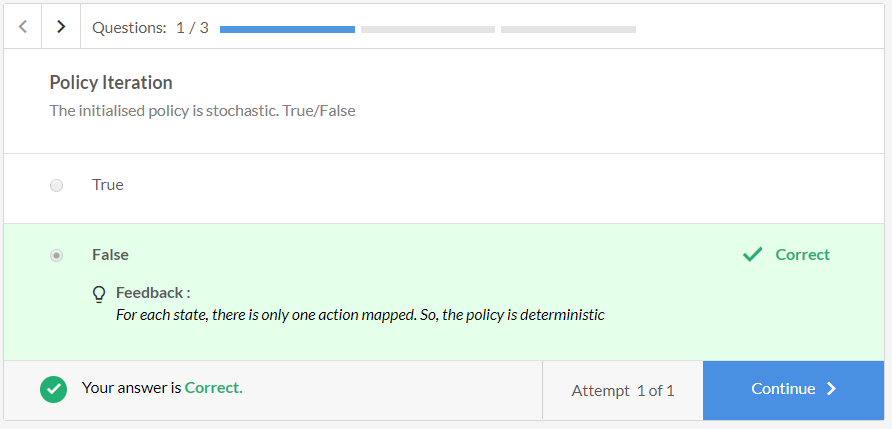 Questions: 1 / 3
Policy Iteration
The initialised policy is stochastic. True/False
True
False
Correct
Feedback :
For each state, there is only one action mapped. So, the policy is deterministic
Your answer is Correct.
Attempt 1 of 1
Continue